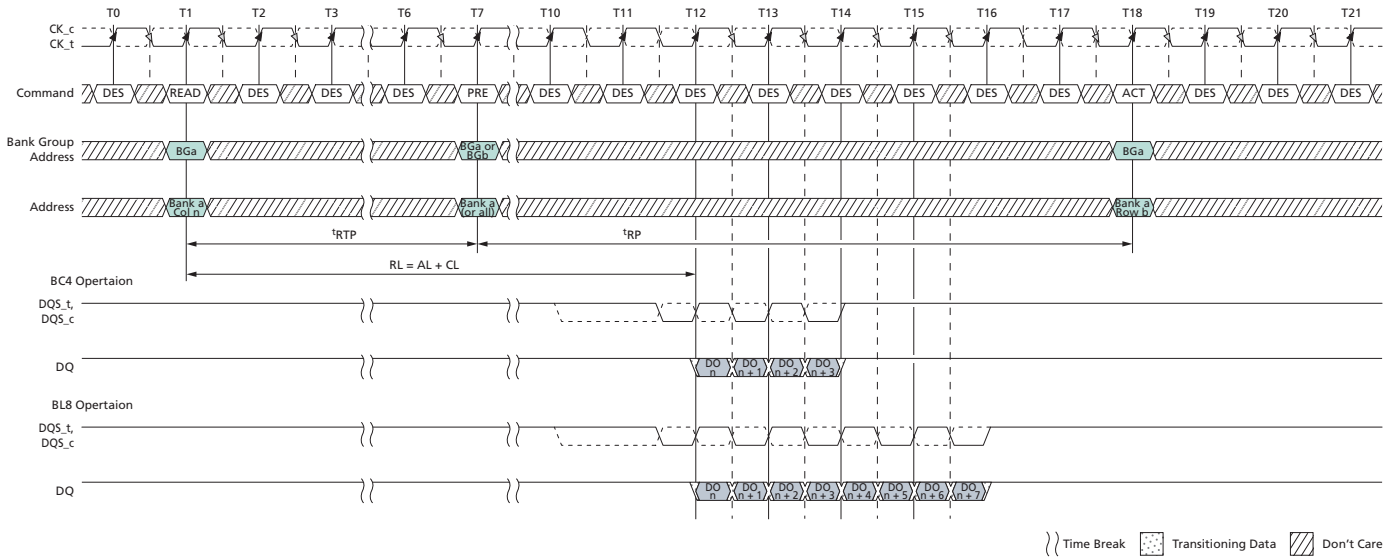 T0 T1 T2 T3 T6 T7 T10 T11 T12 T13 T14 T15 T16 T17 T18 T19 T20 T21
CK_c
CK_t
Command DES READ DES DES DES PRE DES DES DES DES DES DES DES DES ACT DES DES DES
Bank Group
Address
BGa
BGa or
BGb
BGa
Address
Bank a
Col n
Bank a
(or all)
Bank a
Row b
tRTP tRP
RL = AL + CL
BC4 Opertaion
DQS_t,
DQS_c
DQ
DO
n
DO
n + 1
DO
n + 2
DO
n + 3
BL8 Opertaion
DQS_t,
DQS_c
DQ
DO
n
DO
n + 1
DO
n + 2
DO
n + 3
DO
n + 4
DO
n + 5
DO
n + 6
DO
n + 7
Time Break Transitioning Data Don't Care